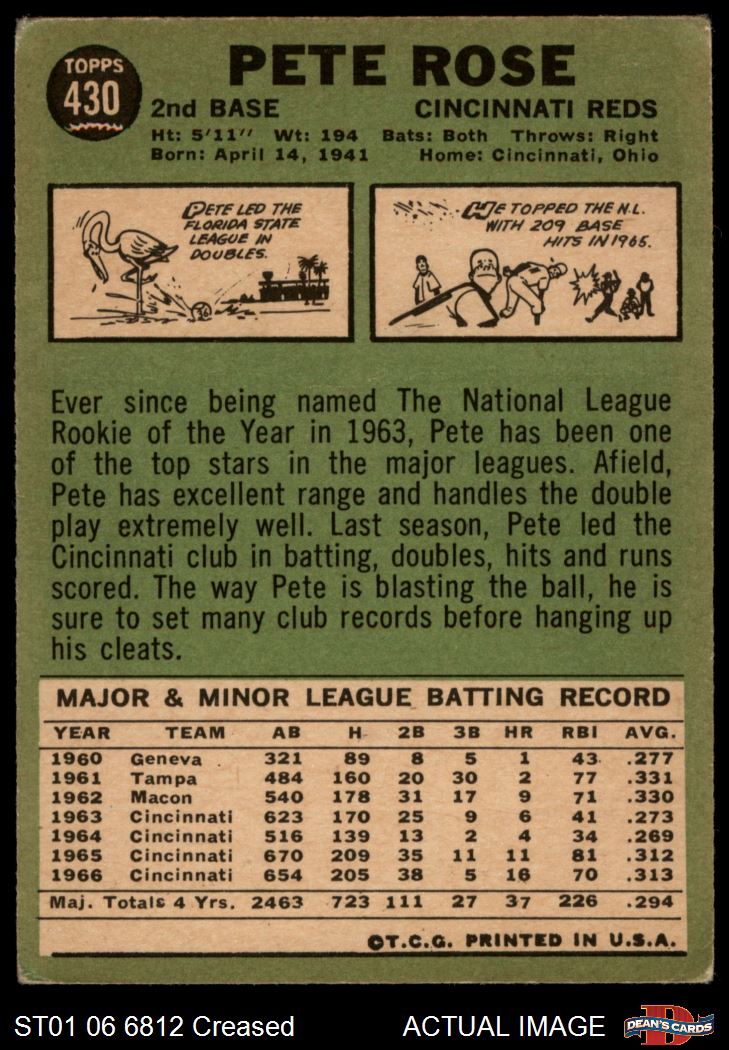 TOPPS
430
PETE ROSE
2nd BASE CINCINNATI REDS
Ht: 5'11" Wt: 194 Bats: Both Throws: Right
Born: April 14, 1941 Home: Cincinnati, Ohio
PETE LED THE
FLORIDA STATE
LEAGUE IN
DOUBLES.
HE TOPPED THE N.L.
WITH 209 BASE
HITS IN 1965.
Ever since being named The National League
Rookie of the Year in 1963, Pete has been one
of the top stars in the major leagues. Afield,
Pete has excellent range and handles the double
play extremely well. Last season, Pete led the
Cincinnati club in batting, doubles, hits and runs
scored. The way Pete is blasting the ball, he is
sure to set many club records before hanging up
his cleats.
MAJOR & MINOR LEAGUE BATTING RECORD
YEAR TEAM AB H 2B 3B HR RBI AVG.
1960 Geneva 321 89 8 5 1 43 .277
1961 Tampa 484 160 20 30 2 77 .331
1962 Macon 540 178 31 17 9 71 .330
1963 Cincinnati 623 170 25 9 6 41 .273
1964 Cincinnati 516 139 13 2 4 34 .269
1965 Cincinnati 670 209 35 11 11 81 .312
1966 Cincinnati 654 205 38 5 16 70 .313
Maj. Totals 4 Yrs. 2463 723 111 27 37 226 .294
©T.C.G. PRINTED IN U.S.A.
ST01 06 6812 Creased ACTUAL IMAGE
D
DEAN'S CARDS